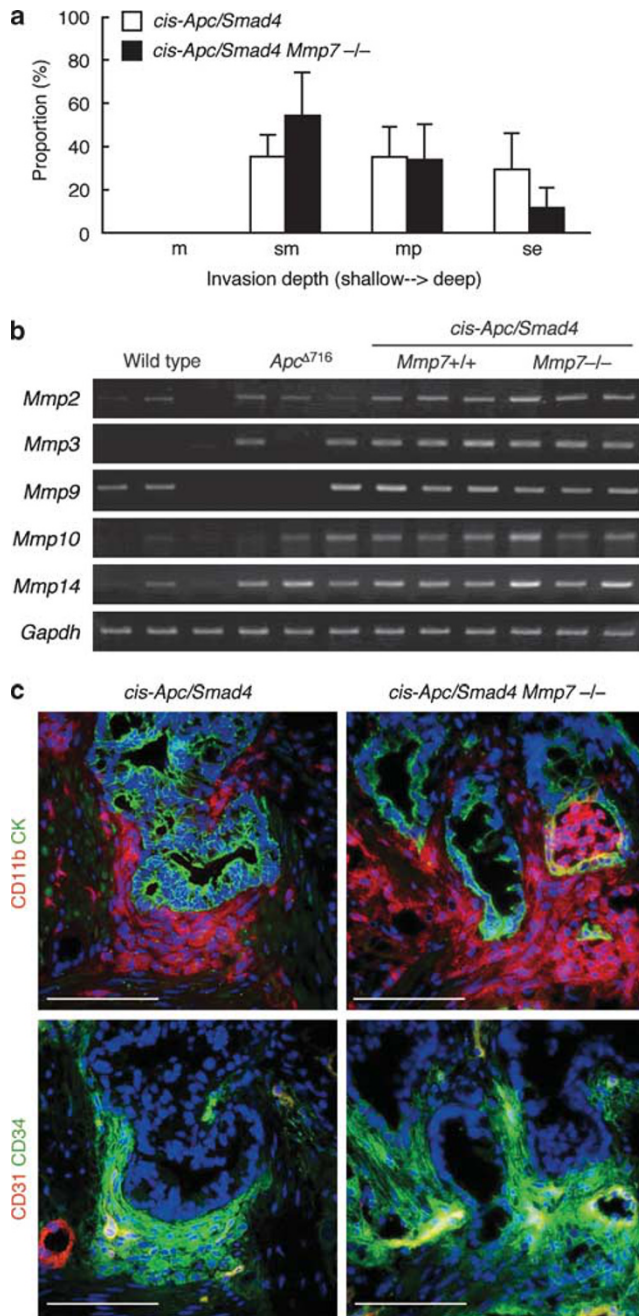 a
100
80
60
40
20
0
Proportion (%)
cis-Apc/Smad4
cis-Apc/Smad4 Mmp7 –/–
m sm mp se
Invasion depth (shallow--> deep)
b
cis-Apc/Smad4
Wild type ApcΔ716 Mmp7+/+ Mmp7–/–
Mmp2
Mmp3
Mmp9
Mmp10
Mmp14
Gapdh
c
cis-Apc/Smad4 cis-Apc/Smad4 Mmp7 –/–
CD11b CK
CD31 CD34